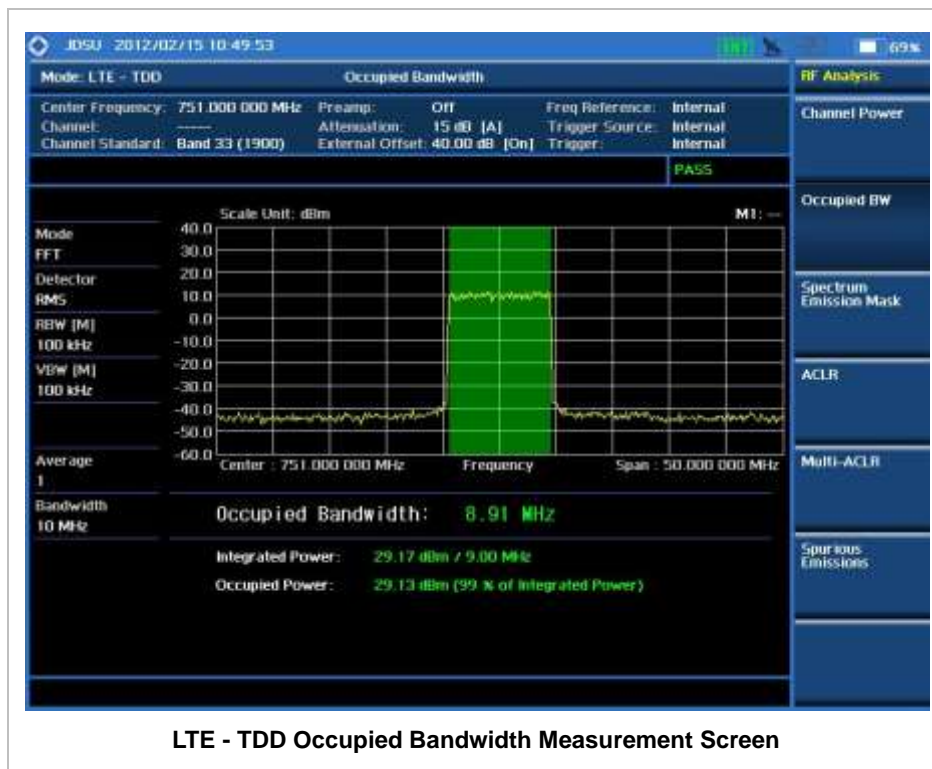 JDSU 2012/02/15 10:49:53 INT 69%
Mode: LTE - TDD Occupied Bandwidth RF Analysis
Center Frequency: 751.000 000 MHz Preamp: Off Freq Reference: Internal
Channel: ----- Attenuation: 15 dB [A] Trigger Source: Internal
Channel Standard: Band 33 (1900) External Offset: 40.00 dB [On] Trigger: Internal
PASS
Channel Power
Occupied BW
Spectrum
Emission Mask
ACLR
Multi-ACLR
Spurious
Emissions
Scale Unit: dBm M1: --
Mode
FFT
Detector
RMS
RBW [M]
100 kHz
VBW [M]
100 kHz
Average
1
Bandwidth
10 MHz
40.0
30.0
20.0
10.0
0.0
-10.0
-20.0
-30.0
-40.0
-50.0
-60.0
Center : 751.000 000 MHz Frequency Span : 50.000 000 MHz
Occupied Bandwidth: 8.91 MHz
Integrated Power: 29.17 dBm / 9.00 MHz
Occupied Power: 29.13 dBm (99 % of Integrated Power)
LTE - TDD Occupied Bandwidth Measurement Screen